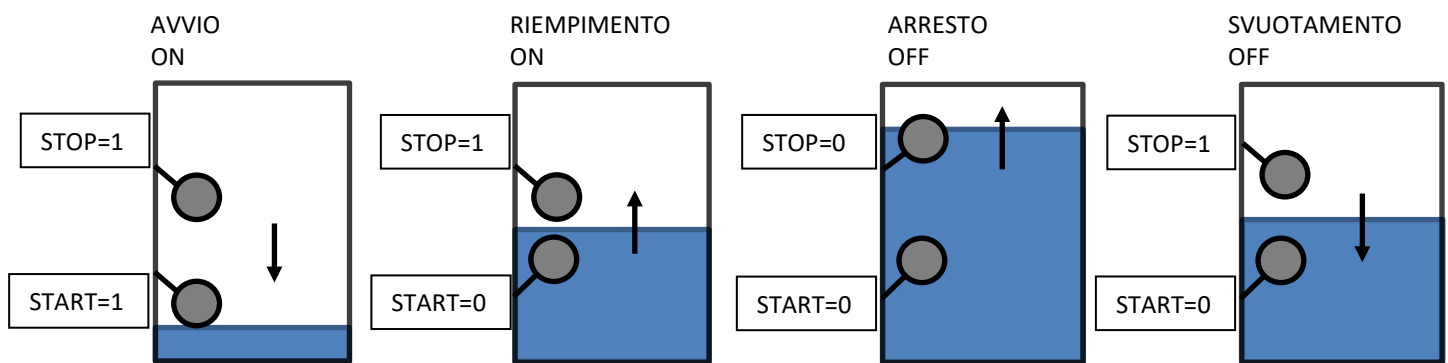 AVVIO
ON
STOP=1
START=1
RIEMPIMENTO
ON
STOP=1
START=0
ARRESTO
OFF
STOP=0
START=0
SVUOTAMENTO
OFF
STOP=1
START=0